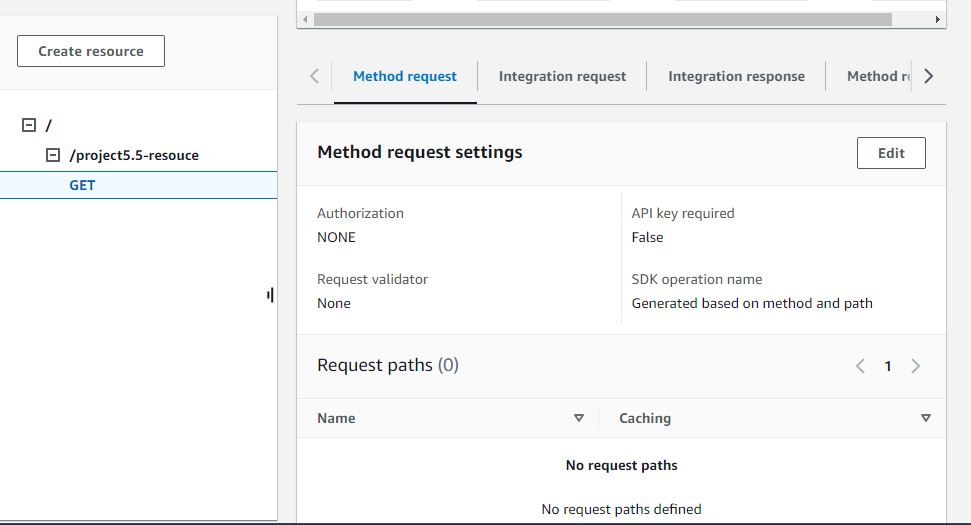 Create resource
/
/project5.5-resouce
GET
Method request
Integration request
Integration response
Method r
Method request settings
Edit
Authorization
NONE
API key required
False
Request validator
None
SDK operation name
Generated based on method and path
Request paths (0)
1
Name
Caching
No request paths
No request paths defined